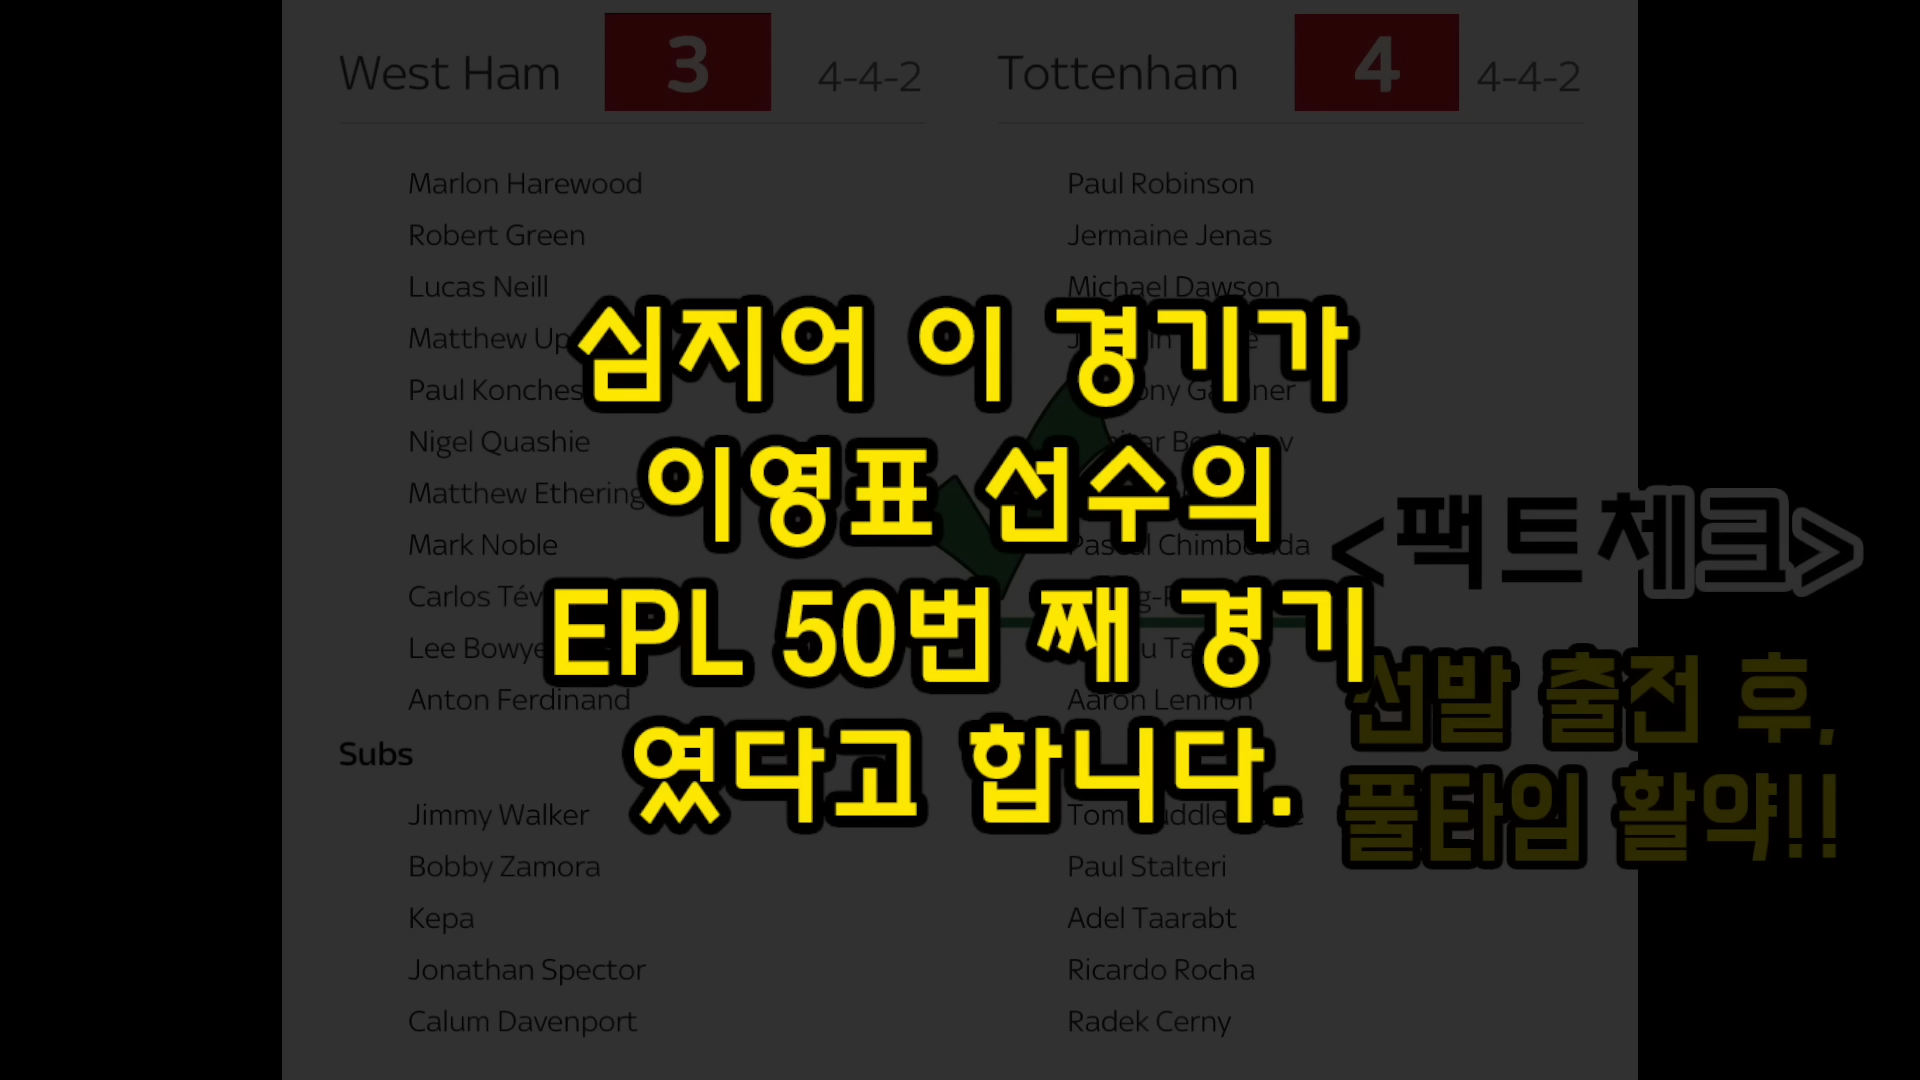 West Ham 3 4-4-2
Tottenham 4 4-4-2
Marlon Harewood
Robert Green
Lucas Neill
Matthew Up
Paul Konches
Nigel Quashie
Matthew Ethering
Mark Noble
Carlos Tév
Lee Bowye
Anton Ferdinand
Subs
Jimmy Walker
Bobby Zamora
Kepa
Jonathan Spector
Calum Davenport
Paul Robinson
Jermaine Jenas
Michael Dawson
Pascal Chimbonda
Aaron Lennon
Paul Stalteri
Adel Taarabt
Ricardo Rocha
Radek Cerny
심지어 이 경기가
이영표 선수의
EPL 50번 째 경기
였다고 합니다.
<팩트체크>
선발 출전 후,
풀타임 활약!!